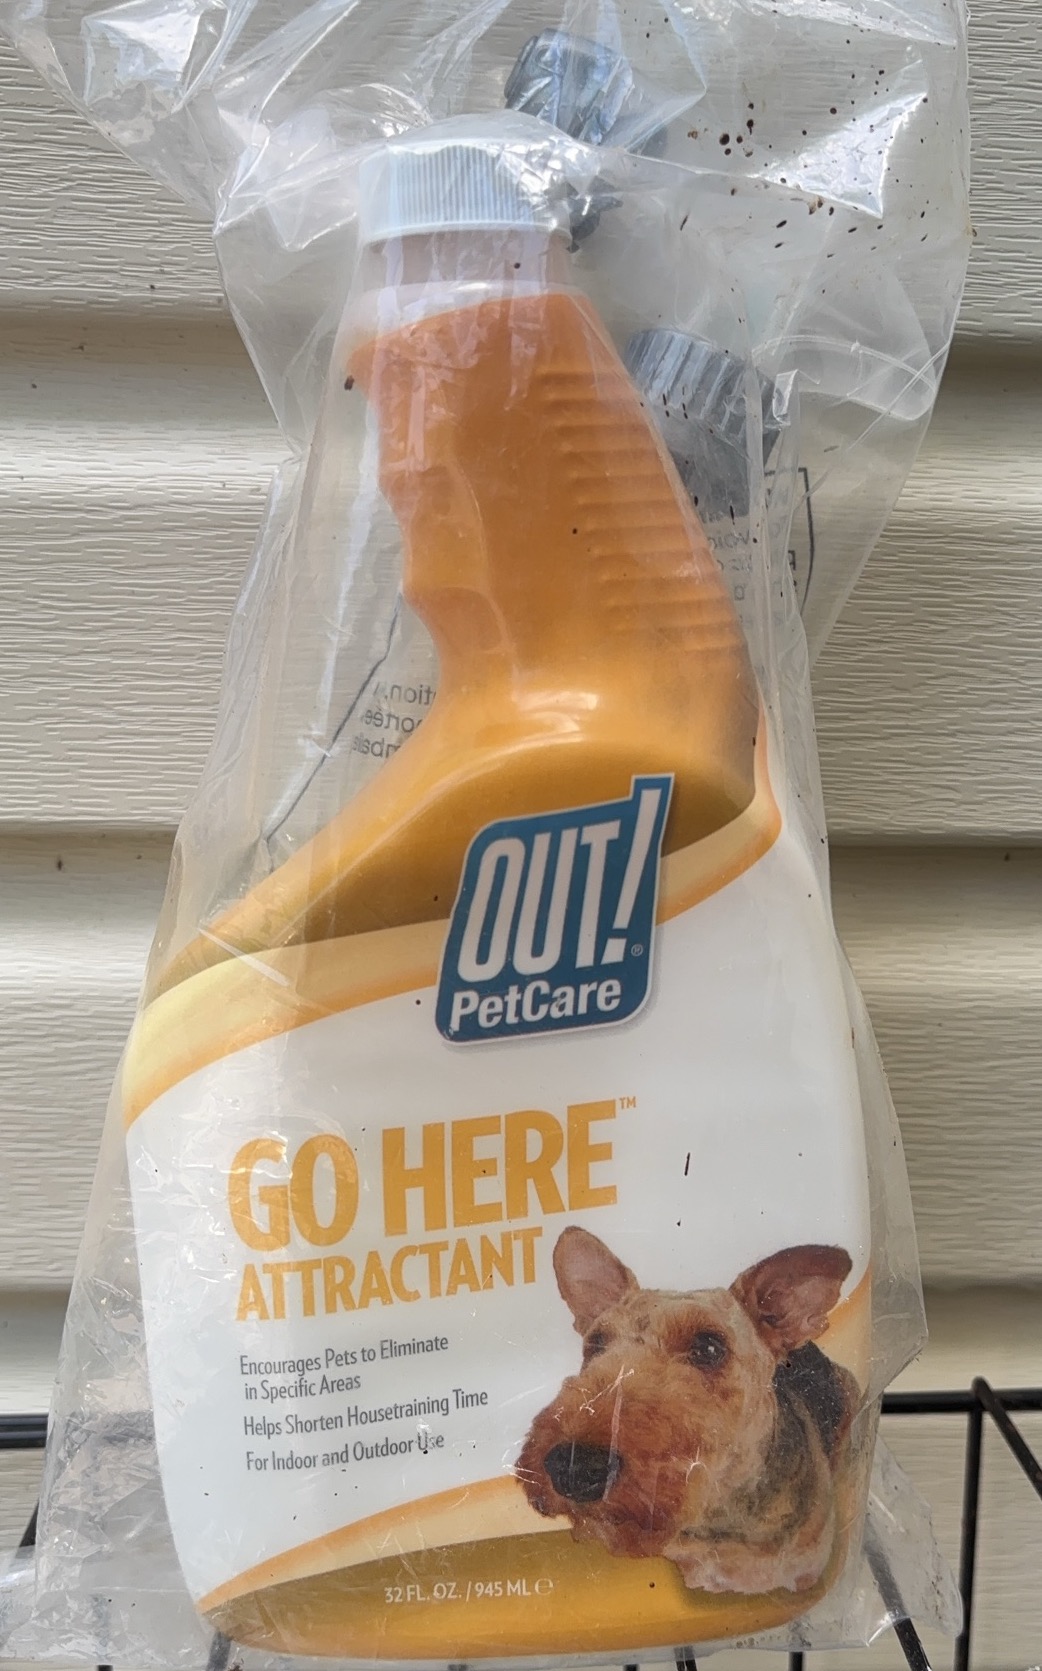 OUT!®
PetCare
GO HERE™
ATTRACTANT
Encourages Pets to Eliminate
in Specific Areas
Helps Shorten Housetraining Time
For Indoor and Outdoor Use
32 FL. OZ. / 945 ML ℮